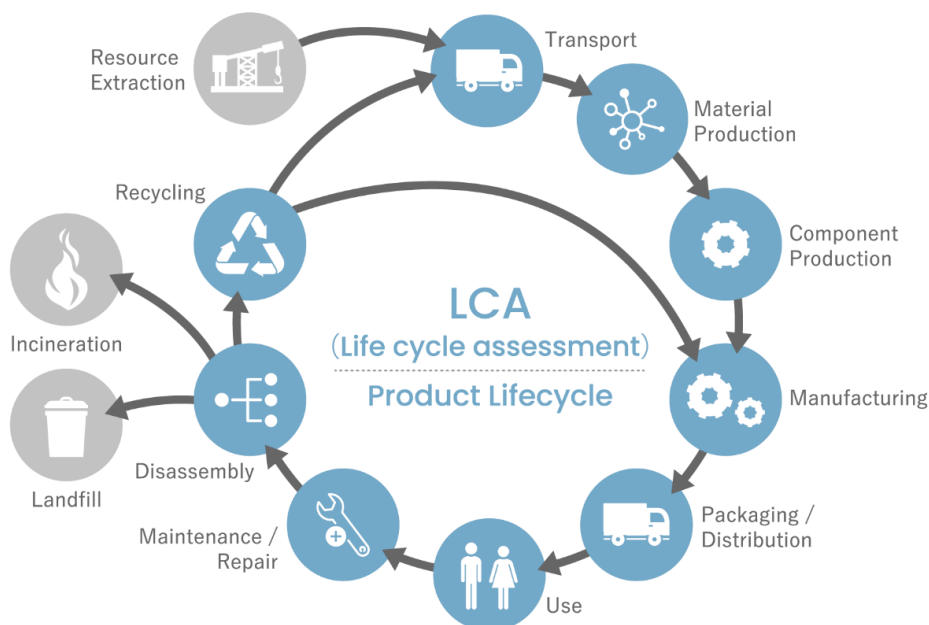 Resource
Extraction
Transport
Material
Production
Recycling
Component
Production
Incineration
LCA
(Life cycle assessment)
Product Lifecycle
Manufacturing
Landfill
Disassembly
Maintenance /
Repair
Packaging /
Distribution
Use